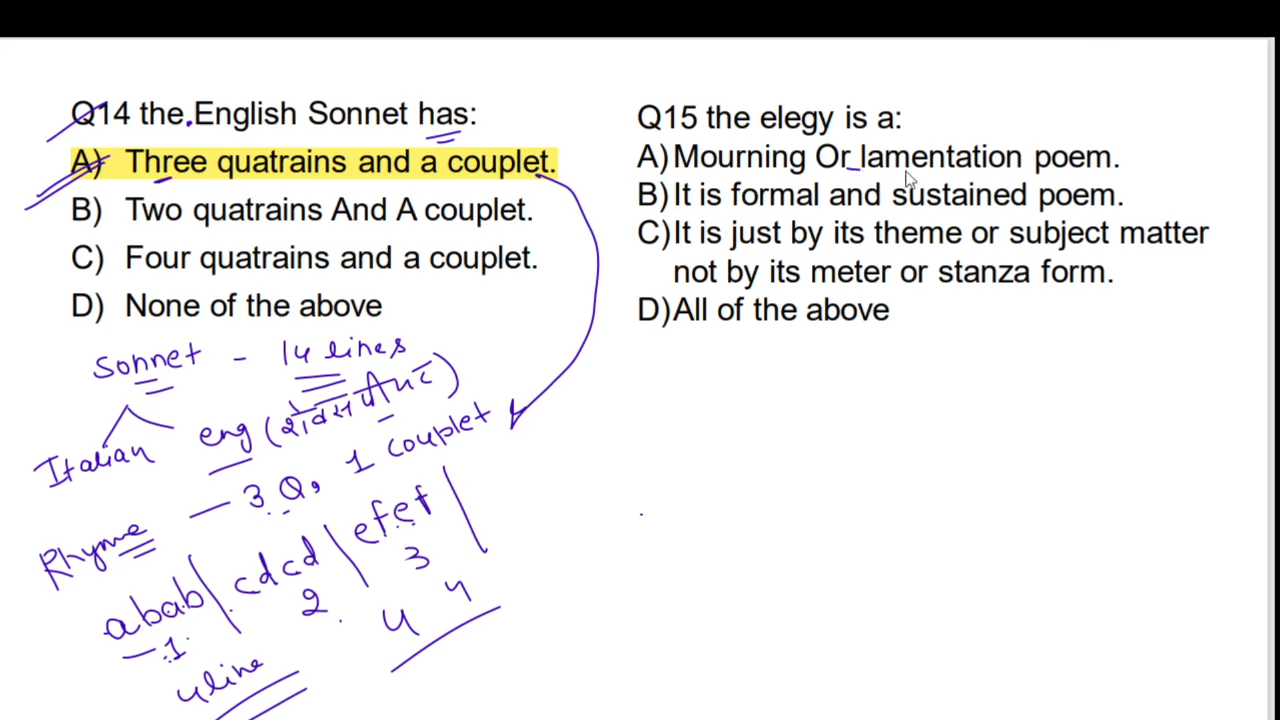 Q14 the.English Sonnet has:
A) Three quatrains and a couplet.
B) Two quatrains And A couplet.
C) Four quatrains and a couplet.
D) None of the above
Sonnet - 14 lines
Italian eng (
— 3 Q, 1 couplet
Rhyme
abab | cdcd | efef |
1 2 3
4 4
4line
Q15 the elegy is a:
A) Mourning Or lamentation poem.
B) It is formal and sustained poem.
C) It is just by its theme or subject matter
not by its meter or stanza form.
D) All of the above